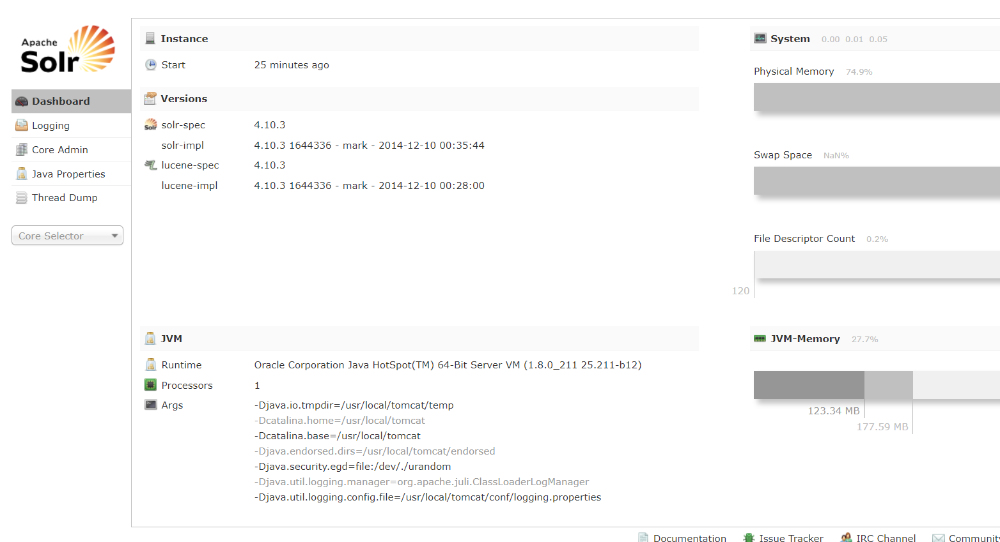 Apache
Solr
Dashboard
Logging
Core Admin
Java Properties
Thread Dump
Core Selector
Instance
Start 25 minutes ago
Versions
Solr
solr-spec 4.10.3
solr-impl 4.10.3 1644336 - mark - 2014-12-10 00:35:44
lucene-spec 4.10.3
lucene-impl 4.10.3 1644336 - mark - 2014-12-10 00:28:00
JVM
Runtime Oracle Corporation Java HotSpot(TM) 64-Bit Server VM (1.8.0_211 25.211-b12)
Processors 1
Args -Djava.io.tmpdir=/usr/local/tomcat/temp
-Dcatalina.home=/usr/local/tomcat
-Dcatalina.base=/usr/local/tomcat
-Djava.endorsed.dirs=/usr/local/tomcat/endorsed
-Djava.security.egd=file:/dev/./urandom
-Djava.util.logging.manager=org.apache.juli.ClassLoaderLogManager
-Djava.util.logging.config.file=/usr/local/tomcat/conf/logging.properties
System 0.00 0.01 0.05
Physical Memory 74.9%
Swap Space NaN%
File Descriptor Count 0.2%
120
JVM-Memory 27.7%
123.34 MB
177.59 MB
Documentation Issue Tracker IRC Channel Community